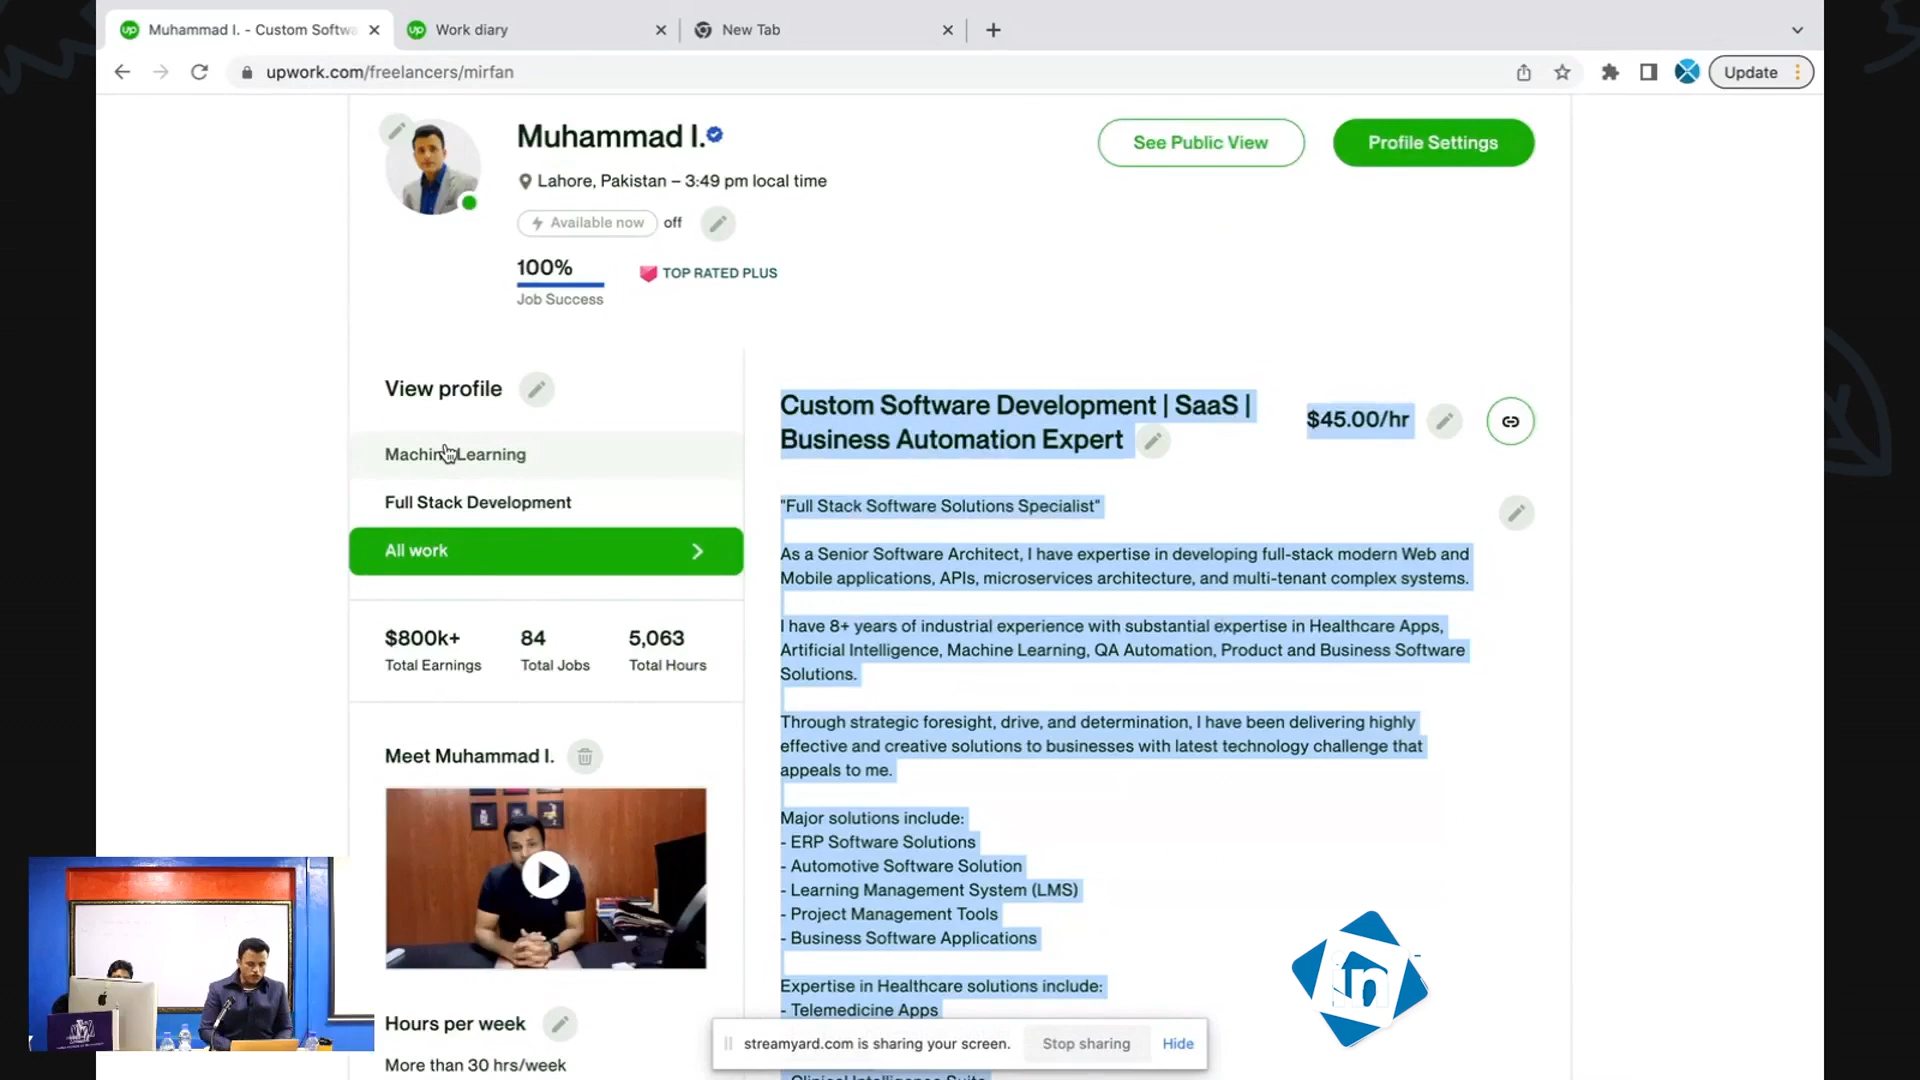 Muhammad I. - Custom Softwa
Work diary
New Tab
upwork.com/freelancers/mirfan
Update
Muhammad I.
See Public View
Profile Settings
Lahore, Pakistan – 3:49 pm local time
Available now off
100%
TOP RATED PLUS
Job Success
View profile
Machine Learning
Full Stack Development
All work
$800k+ 84 5,063
Total Earnings Total Jobs Total Hours
Meet Muhammad I.
Hours per week
More than 30 hrs/week
Custom Software Development | SaaS |
Business Automation Expert
$45.00/hr
"Full Stack Software Solutions Specialist"
As a Senior Software Architect, I have expertise in developing full-stack modern Web and
Mobile applications, APIs, microservices architecture, and multi-tenant complex systems.
I have 8+ years of industrial experience with substantial expertise in Healthcare Apps,
Artificial Intelligence, Machine Learning, QA Automation, Product and Business Software
Solutions.
Through strategic foresight, drive, and determination, I have been delivering highly
effective and creative solutions to businesses with latest technology challenge that
appeals to me.
Major solutions include:
- ERP Software Solutions
- Automotive Software Solution
- Learning Management System (LMS)
- Project Management Tools
- Business Software Applications
Expertise in Healthcare solutions include:
- Telemedicine Apps
- Clinical Intelligence Suite
streamyard.com is sharing your screen.
Stop sharing
Hide
in